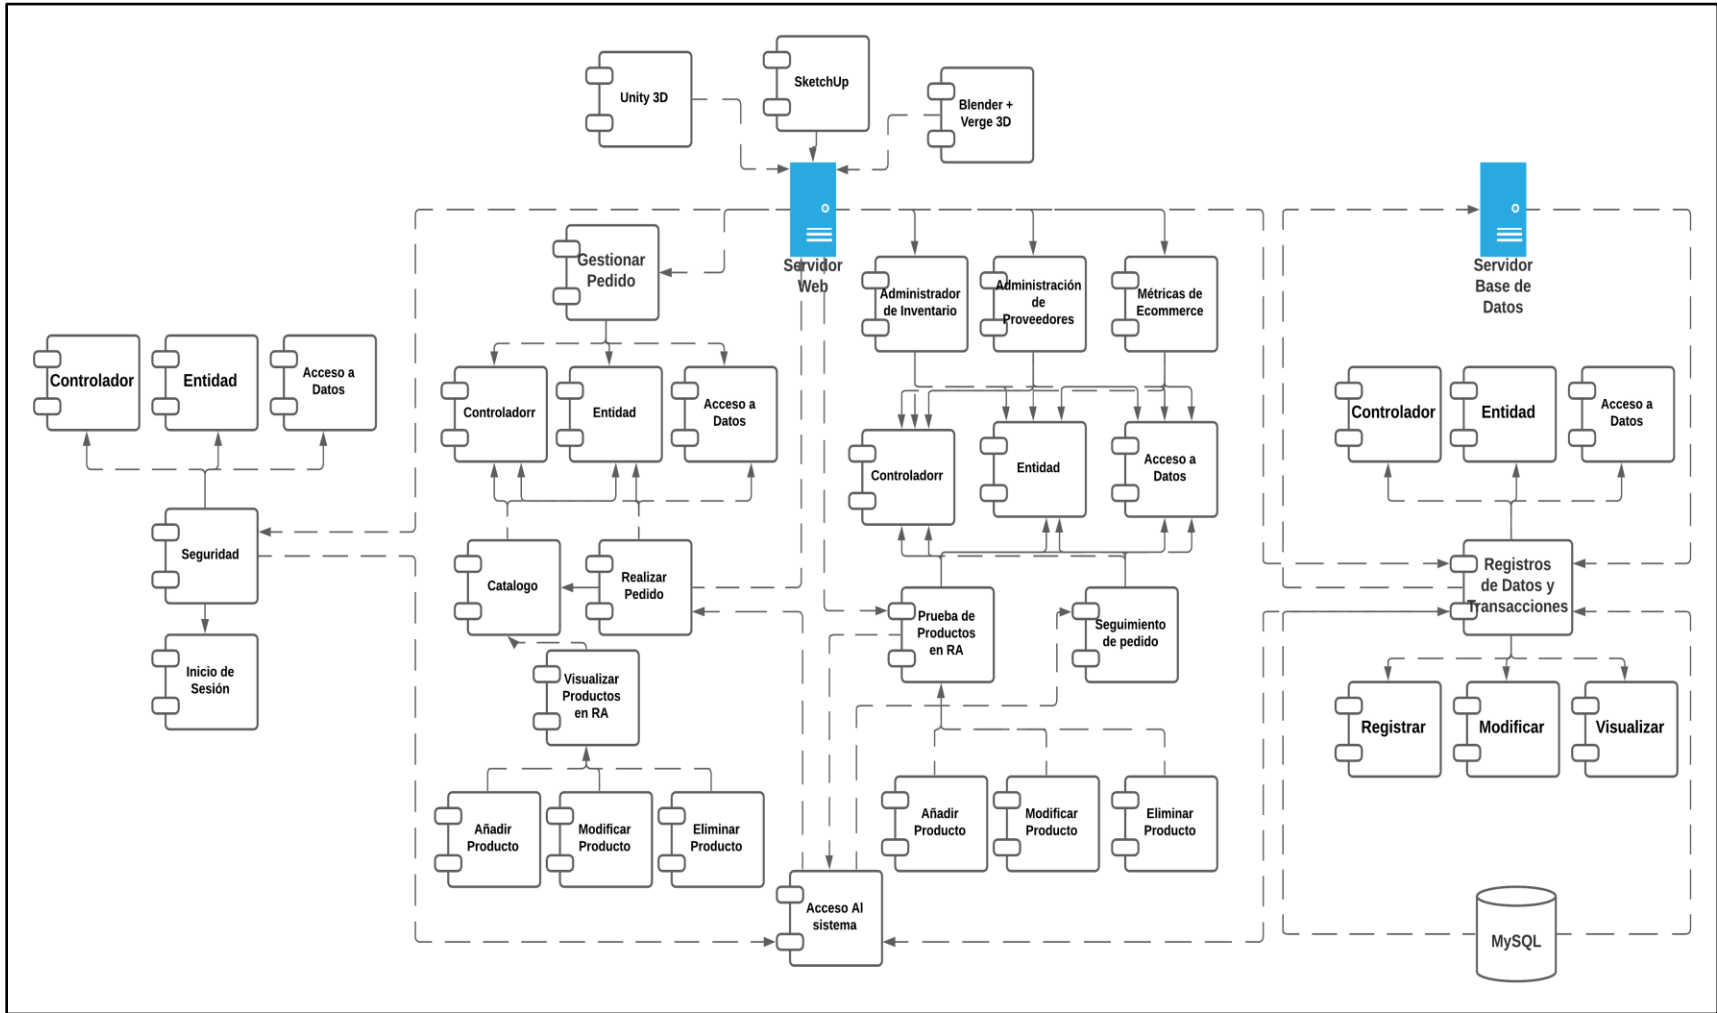 Unity 3D
SketchUp
Blender +
Verge 3D
Servidor
Web
Servidor
Base de
Datos
Gestionar
Pedido
Administrador
de Inventario
Administración
de
Proveedores
Métricas de
Ecommerce
Controlador
Entidad
Acceso a
Datos
Controladorr
Entidad
Acceso a
Datos
Controladorr
Entidad
Acceso a
Datos
Controlador
Entidad
Acceso a
Datos
Seguridad
Catalogo
Realizar
Pedido
Prueba de
Productos
en RA
Seguimiento
de pedido
Registros
de Datos y
Transacciones
Inicio de
Sesión
Visualizar
Productos
en RA
Registrar
Modificar
Visualizar
Añadir
Producto
Modificar
Producto
Eliminar
Producto
Añadir
Producto
Modificar
Producto
Eliminar
Producto
Acceso Al
sistema
MySQL